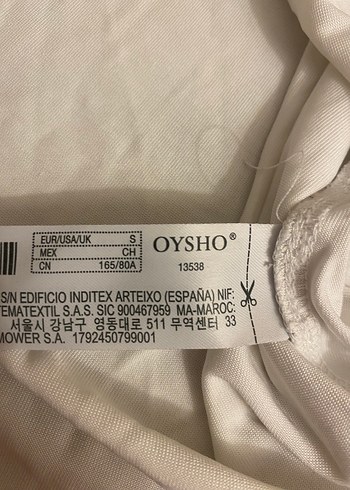 EUR/USA/UK S
MEX CH
CN 165/80A
OYSHO®
13538
S/N EDIFICIO INDITEX ARTEIXO (ESPAÑA) NIF:
TEMATEXTIL S.A.S. SIC 900467959 MA-MAROC:
서울시 강남구 영동대로 511 무역센터 33
MOWER S.A. 1792450799001